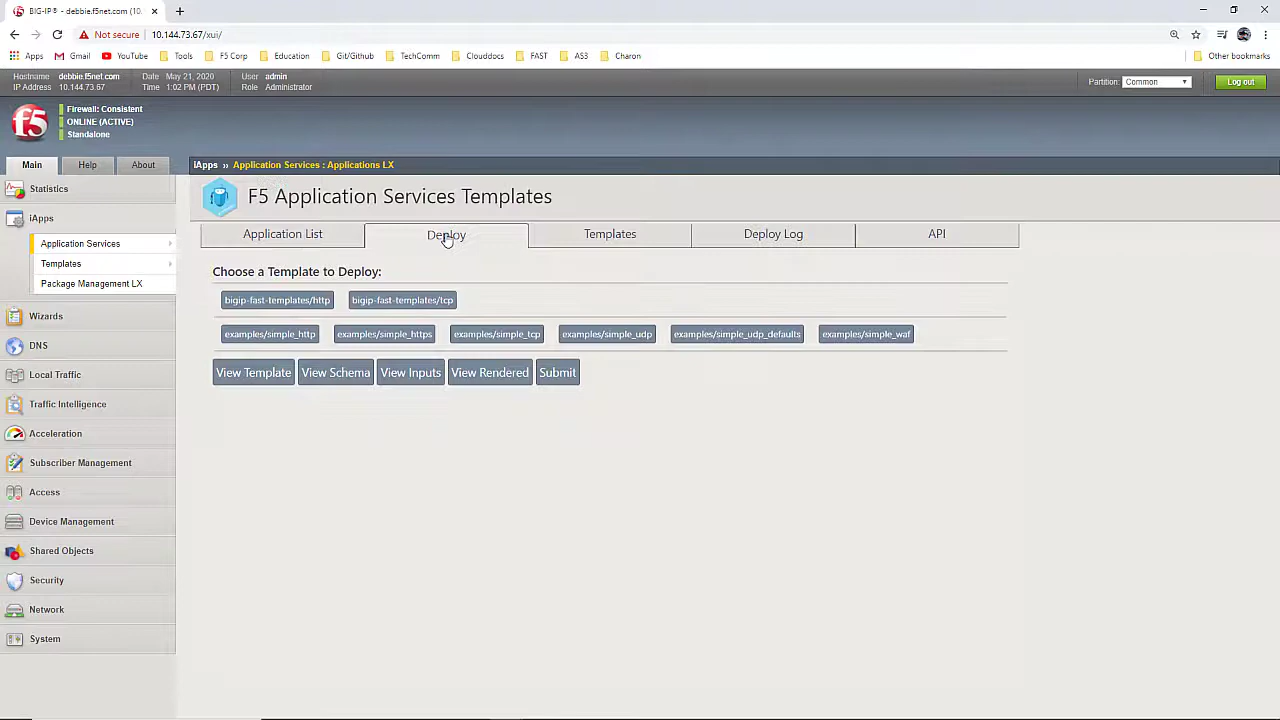 BIG-IP® - debbie.f5net.com (10.
Not secure 10.144.73.67/xui/
Apps Gmail YouTube Tools F5 Corp Education Git/Github TechComm Clouddocs FAST AS3 Charon Other bookmarks
Hostname debbie.f5net.com Date May 21, 2020 User admin
IP Address 10.144.73.67 Time 1:02 PM (PDT) Role Administrator
Partition: Common Log out
f5
Firewall: Consistent
ONLINE (ACTIVE)
Standalone
Main Help About
iApps ›› Application Services : Applications LX
Statistics
iApps
Application Services
Templates
Package Management LX
Wizards
DNS
Local Traffic
Traffic Intelligence
Acceleration
Subscriber Management
Access
Device Management
Shared Objects
Security
Network
System
F5 Application Services Templates
Application List Deploy Templates Deploy Log API
Choose a Template to Deploy:
bigip-fast-templates/http bigip-fast-templates/tcp
examples/simple_http examples/simple_https examples/simple_tcp examples/simple_udp examples/simple_udp_defaults examples/simple_waf
View Template View Schema View Inputs View Rendered Submit